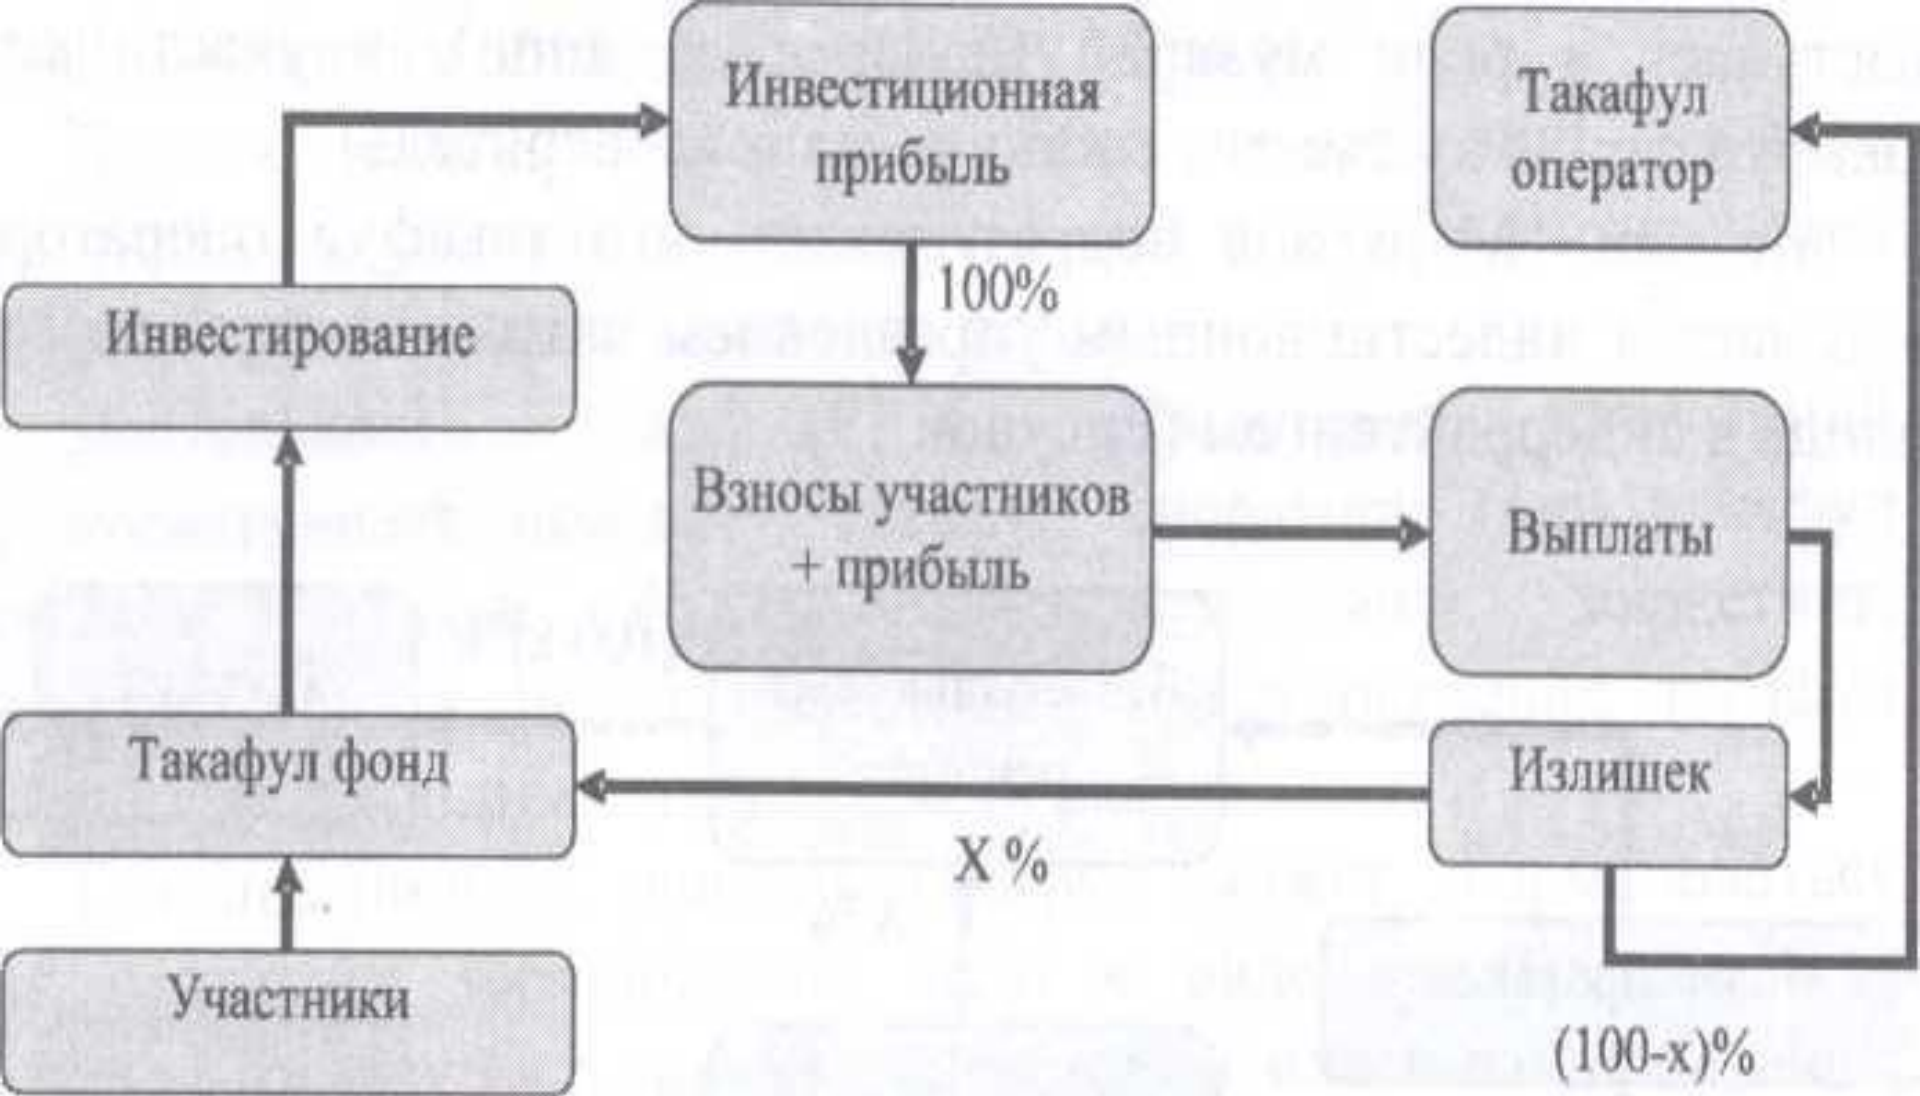 Инвестиционная
прибыль
Такафул
оператор
100%
Инвестирование
Взносы участников
+ прибыль
Выплаты
Такафул фонд
Излишек
X %
Участники
(100-x)%